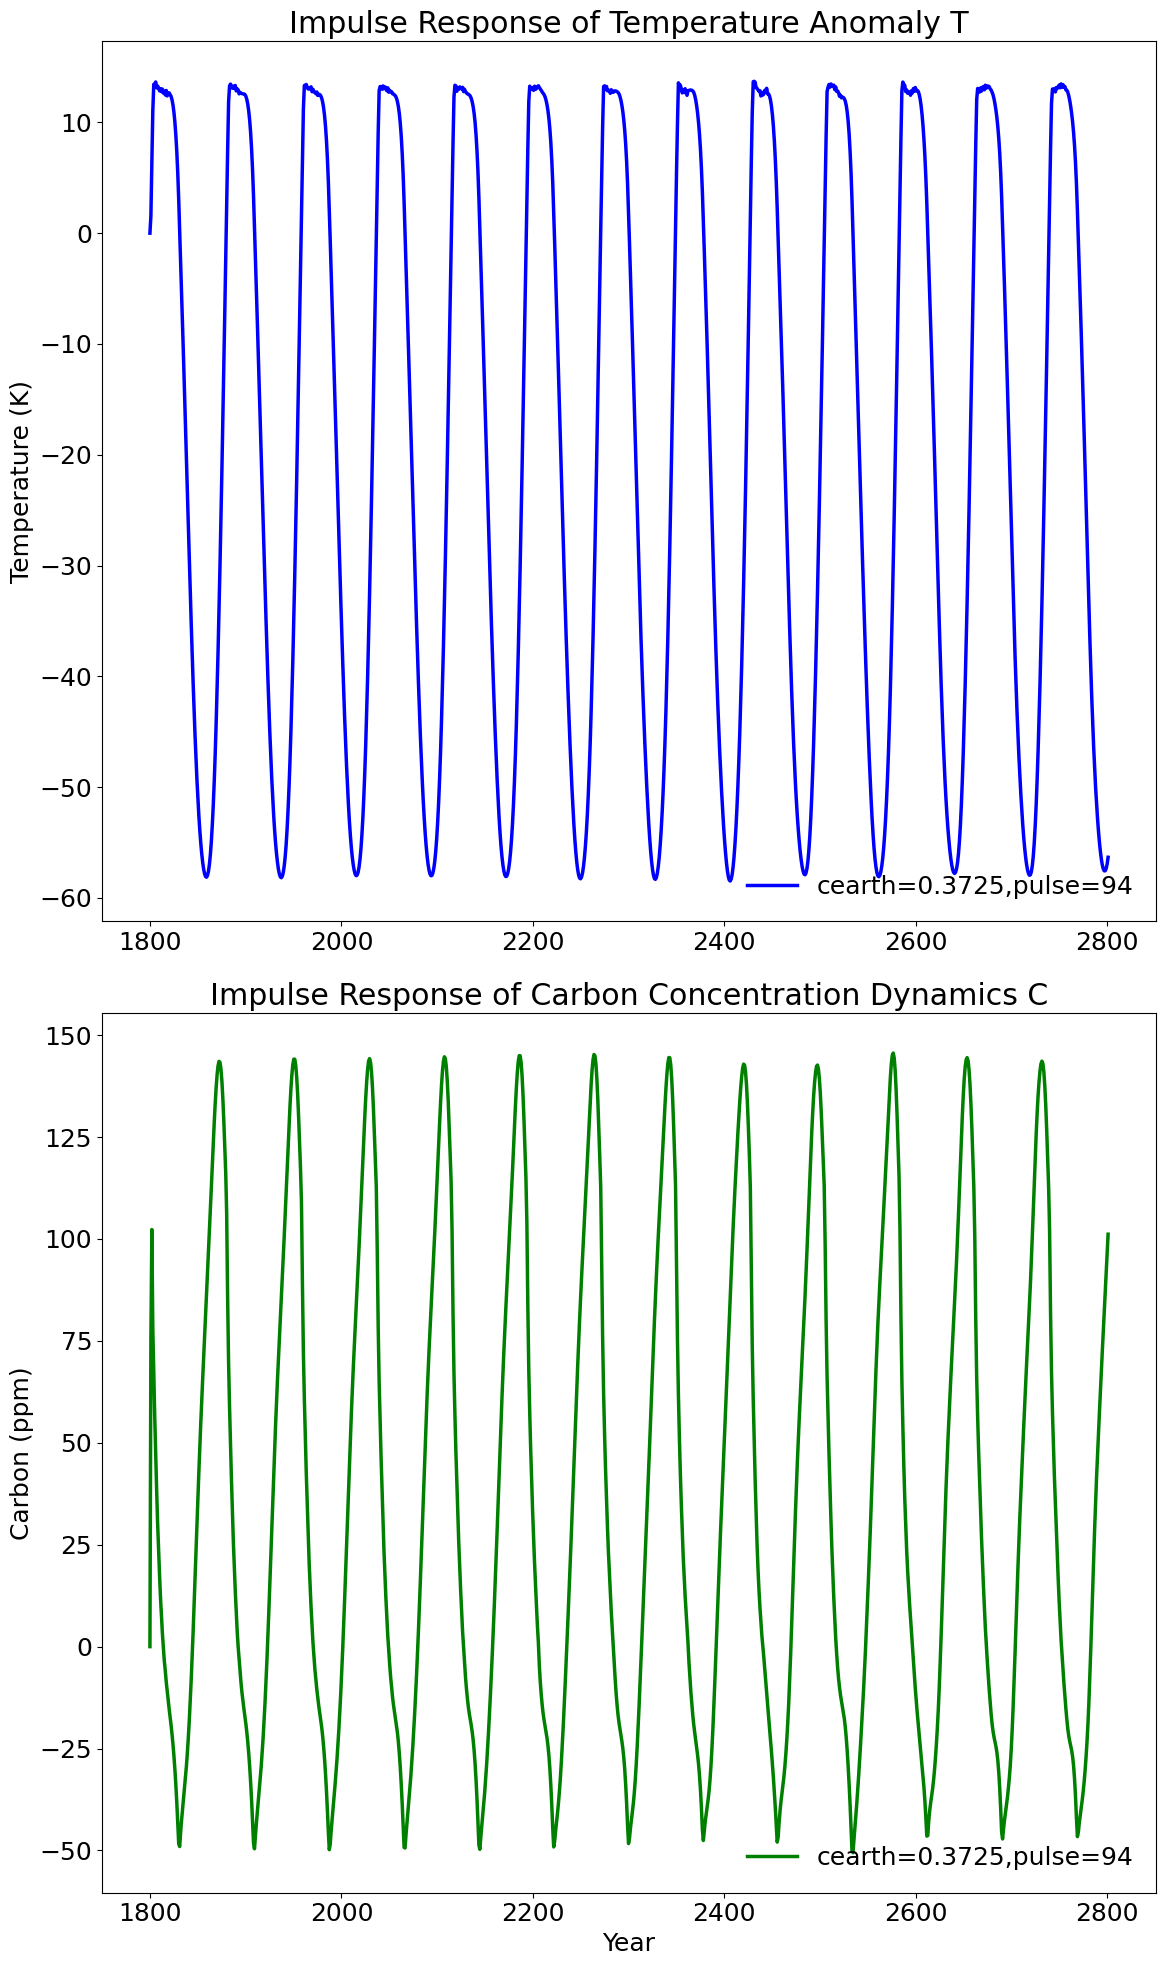 Impulse Response of Temperature Anomaly T
10
0
−10
−20
−30
−40
−50
−60
Temperature (K)
cearth=0.3725,pulse=94
1800 2000 2200 2400 2600 2800
Impulse Response of Carbon Concentration Dynamics C
150
125
100
75
50
25
0
−25
−50
Carbon (ppm)
cearth=0.3725,pulse=94
1800 2000 2200 2400 2600 2800
Year